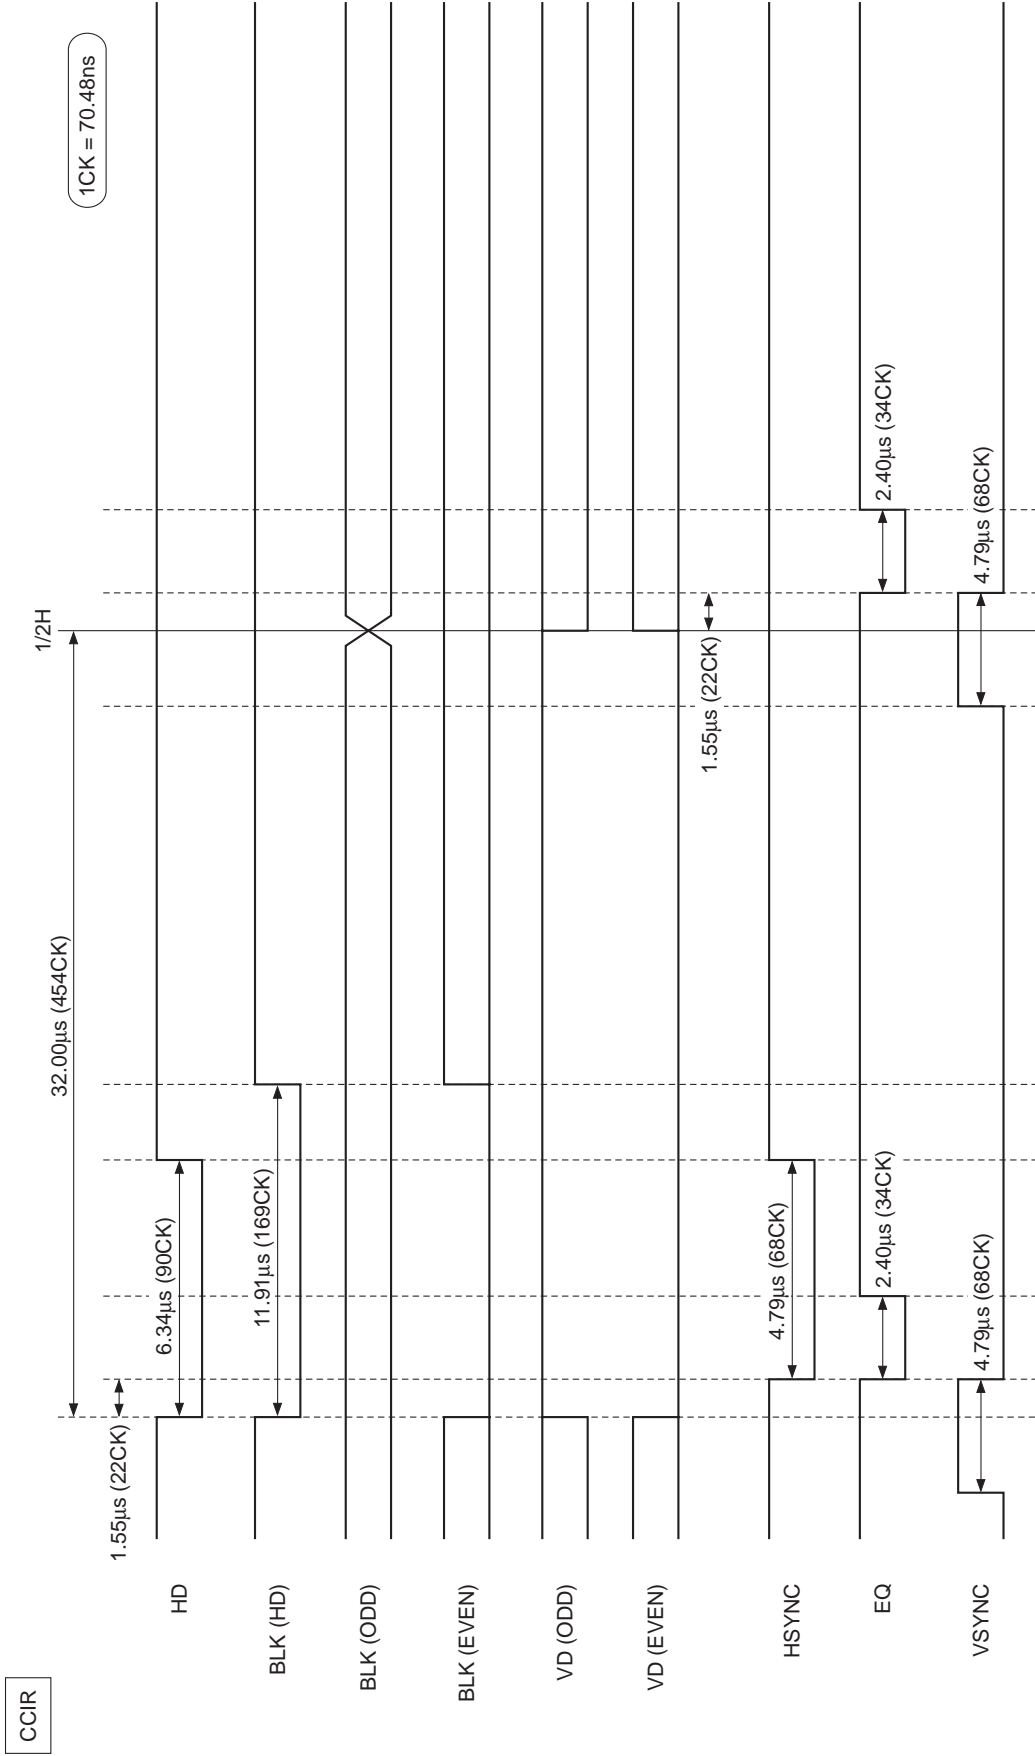 CCIR
1CK = 70.48ns
32.00μs (454CK)
1/2H
1.55μs (22CK)
HD
6.34μs (90CK)
BLK (HD)
11.91μs (169CK)
BLK (ODD)
BLK (EVEN)
VD (ODD)
VD (EVEN)
1.55μs (22CK)
HSYNC
4.79μs (68CK)
EQ
2.40μs (34CK)
2.40μs (34CK)
VSYNC
4.79μs (68CK)
4.79μs (68CK)